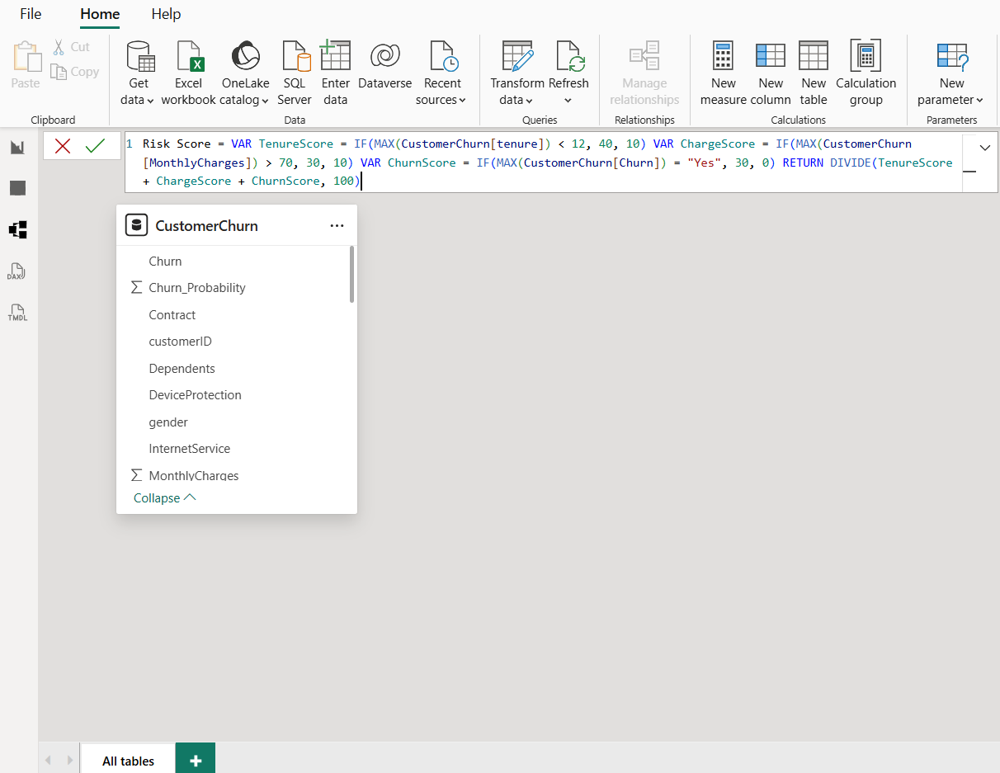 File Home Help
Paste Cut
Copy
Clipboard
Get data
Excel workbook
OneLake catalog
SQL Server
Enter data
Dataverse
Recent sources
Data
Transform data
Refresh
Queries
Manage relationships
Relationships
New measure
New column
New table
Calculation group
Calculations
New parameter
Parameters
1 Risk Score = VAR TenureScore = IF(MAX(CustomerChurn[tenure]) < 12, 40, 10) VAR ChargeScore = IF(MAX(CustomerChurn
[MonthlyCharges]) > 70, 30, 10) VAR ChurnScore = IF(MAX(CustomerChurn[Churn]) = "Yes", 30, 0) RETURN DIVIDE(TenureScore
+ ChargeScore + ChurnScore, 100)
DAX
TMDL
CustomerChurn ...
Churn
Σ Churn_Probability
Contract
customerID
Dependents
DeviceProtection
gender
InternetService
Σ MonthlyCharges
Collapse
All tables +